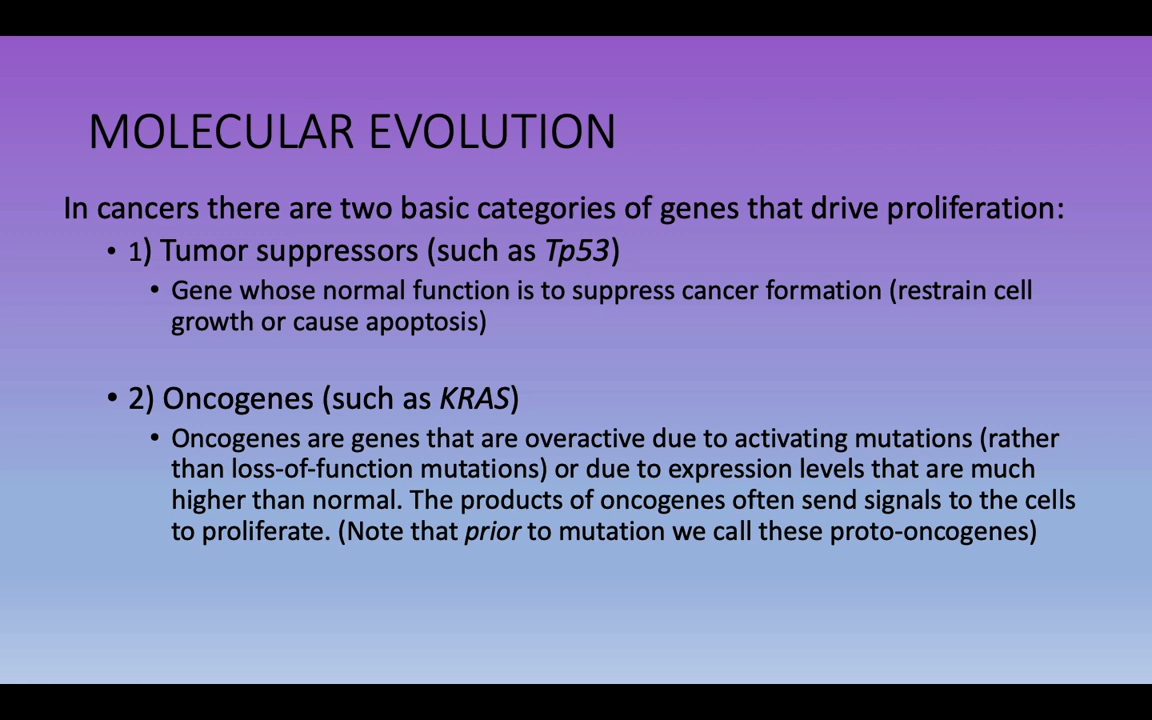 MOLECULAR EVOLUTION
In cancers there are two basic categories of genes that drive proliferation:
• 1) Tumor suppressors (such as Tp53)
• Gene whose normal function is to suppress cancer formation (restrain cell
growth or cause apoptosis)
• 2) Oncogenes (such as KRAS)
• Oncogenes are genes that are overactive due to activating mutations (rather
than loss-of-function mutations) or due to expression levels that are much
higher than normal. The products of oncogenes often send signals to the cells
to proliferate. (Note that prior to mutation we call these proto-oncogenes)